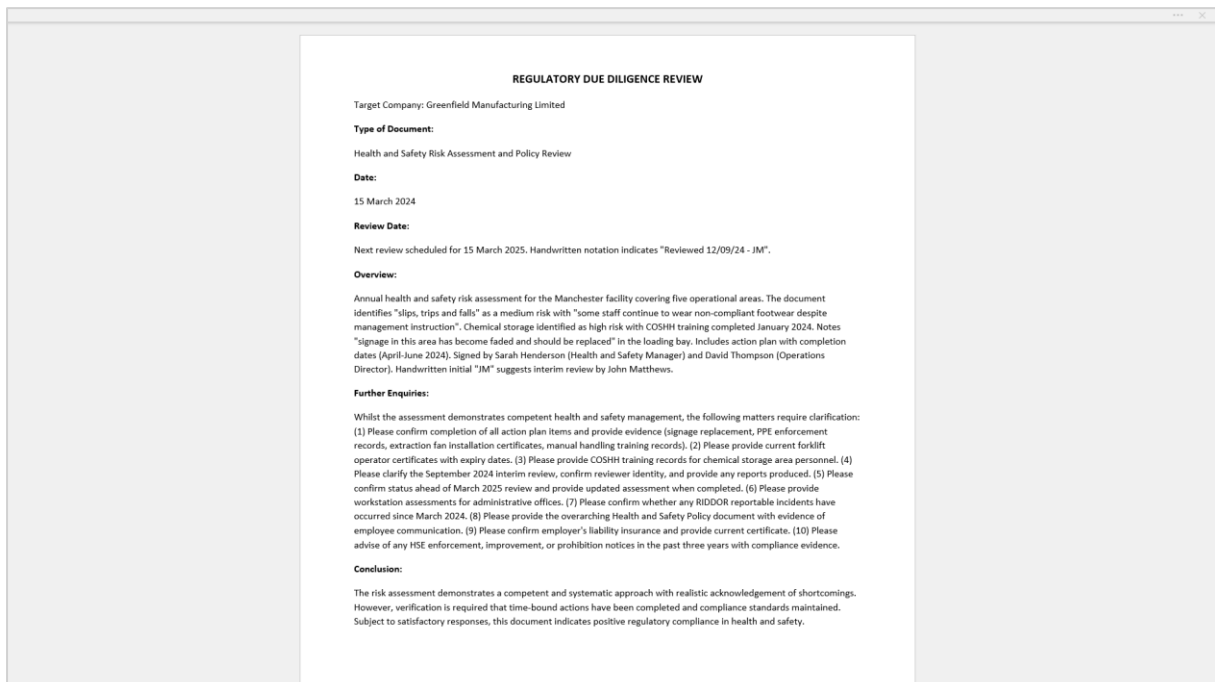 REGULATORY DUE DILIGENCE REVIEW
Target Company: Greenfield Manufacturing Limited
Type of Document:
Health and Safety Risk Assessment and Policy Review
Date:
15 March 2024
Review Date:
Next review scheduled for 15 March 2025. Handwritten notation indicates "Reviewed 12/09/24 - JM".
Overview:
Annual health and safety risk assessment for the Manchester facility covering five operational areas. The document
identifies "slips, trips and falls" as a medium risk with "some staff continue to wear non-compliant footwear despite
management instruction". Chemical storage identified as high risk with COSHH training completed January 2024. Notes
"signage in this area has become faded and should be replaced" in the loading bay. Includes action plan with completion
dates (April-June 2024). Signed by Sarah Henderson (Health and Safety Manager) and David Thompson (Operations
Director). Handwritten initial "JM" suggests interim review by John Matthews.
Further Enquiries:
Whilst the assessment demonstrates competent health and safety management, the following matters require clarification:
(1) Please confirm completion of all action plan items and provide evidence (signage replacement, PPE enforcement
records, extraction fan installation certificates, manual handling training records). (2) Please provide current forklift
operator certificates with expiry dates. (3) Please provide COSHH training records for chemical storage area personnel. (4)
Please clarify the September 2024 interim review, confirm reviewer identity, and provide any reports produced. (5) Please
confirm status ahead of March 2025 review and provide updated assessment when completed. (6) Please provide
workstation assessments for administrative offices. (7) Please confirm whether any RIDDOR reportable incidents have
occurred since March 2024. (8) Please provide the overarching Health and Safety Policy document with evidence of
employee communication. (9) Please confirm employer's liability insurance and provide current certificate. (10) Please
advise of any HSE enforcement, improvement, or prohibition notices in the past three years with compliance evidence.
Conclusion:
The risk assessment demonstrates a competent and systematic approach with realistic acknowledgement of shortcomings.
However, verification is required that time-bound actions have been completed and compliance standards maintained.
Subject to satisfactory responses, this document indicates positive regulatory compliance in health and safety.